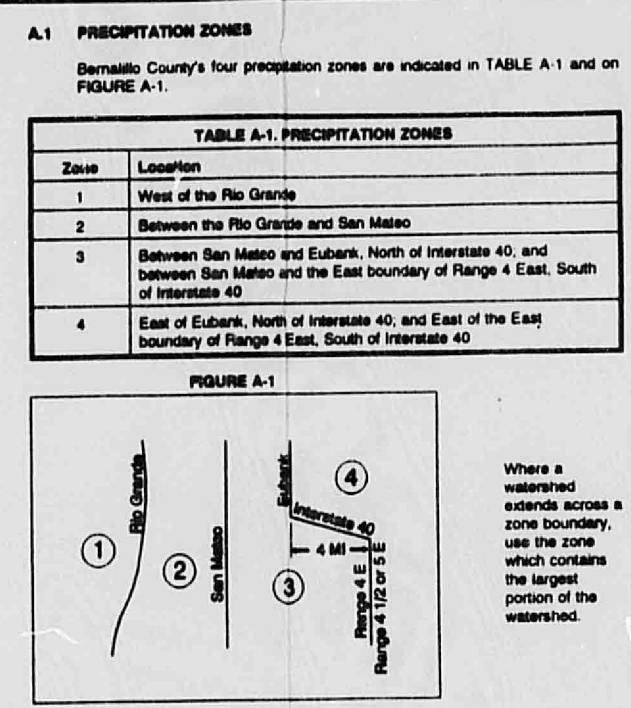 A.1 PRECIPITATION ZONES
Bernalillo County's four precipitation zones are indicated in TABLE A-1 and on
FIGURE A-1.
TABLE A-1. PRECIPITATION ZONES
Zone Location
1 West of the Rio Grande
2 Between the Rio Grande and San Mateo
3 Between San Mateo and Eubank, North of Interstate 40; and
between San Mateo and the East boundary of Range 4 East, South
of Interstate 40
4 East of Eubank, North of Interstate 40; and East of the East
boundary of Range 4 East, South of Interstate 40
FIGURE A-1
Rio Grande
San Mateo
Eubank
Interstate 40
4 MI
Range 4 E
Range 4 1/2 or 5 E
1
2
3
4
Where a
watershed
extends across a
zone boundary,
use the zone
which contains
the largest
portion of the
watershed.